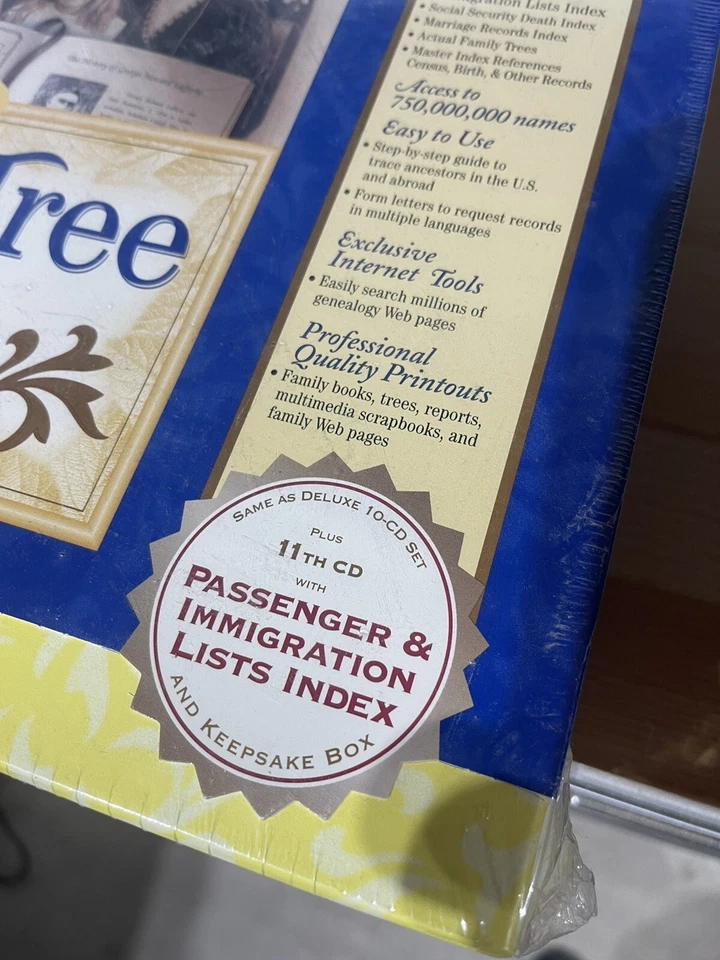 Lists Index
• Social Security Death Index
• Marriage Records Index
• Actual Family Trees
• Master Index References
Census, Birth, & Other Records
Access to
750,000,000 names
Easy to Use
• Step-by-step guide to
trace ancestors in the U.S.
and abroad
• Form letters to request records
in multiple languages
Exclusive
Internet Tools
• Easily search millions of
genealogy Web pages
Professional
Quality Printouts
• Family books, trees, reports,
multimedia scrapbooks, and
family Web pages
Tree
SAME AS DELUXE 10-CD SET
PLUS
11TH CD
WITH
PASSENGER &
IMMIGRATION
LISTS INDEX
AND KEEPSAKE BOX